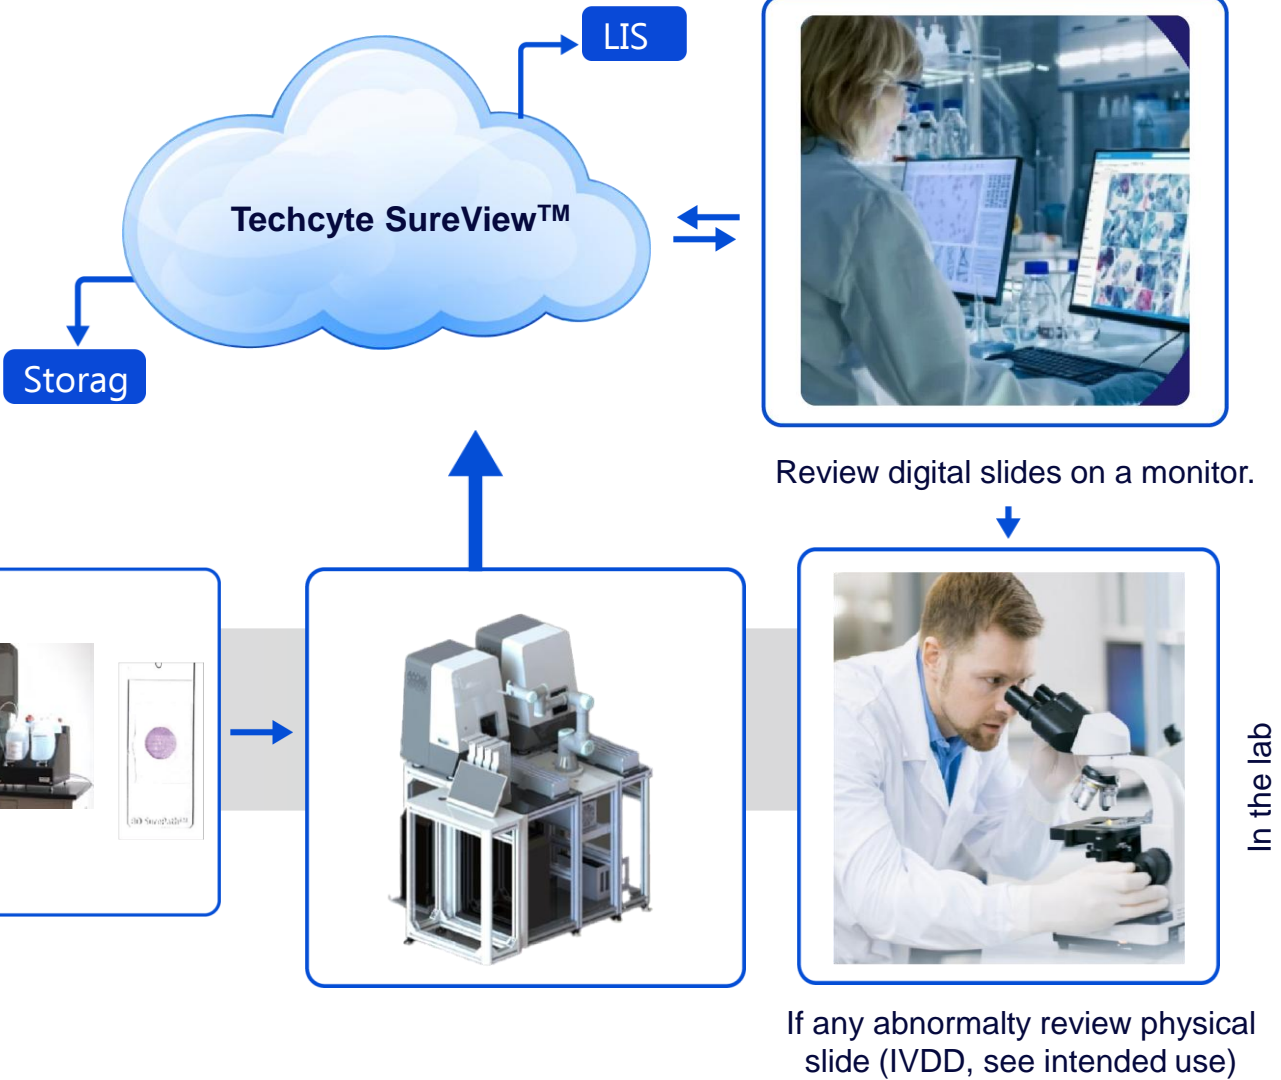 LIS
Techcyte SureView™
Storag
Review digital slides on a monitor.
In the lab
If any abnormalty review physical
slide (IVDD, see intended use)